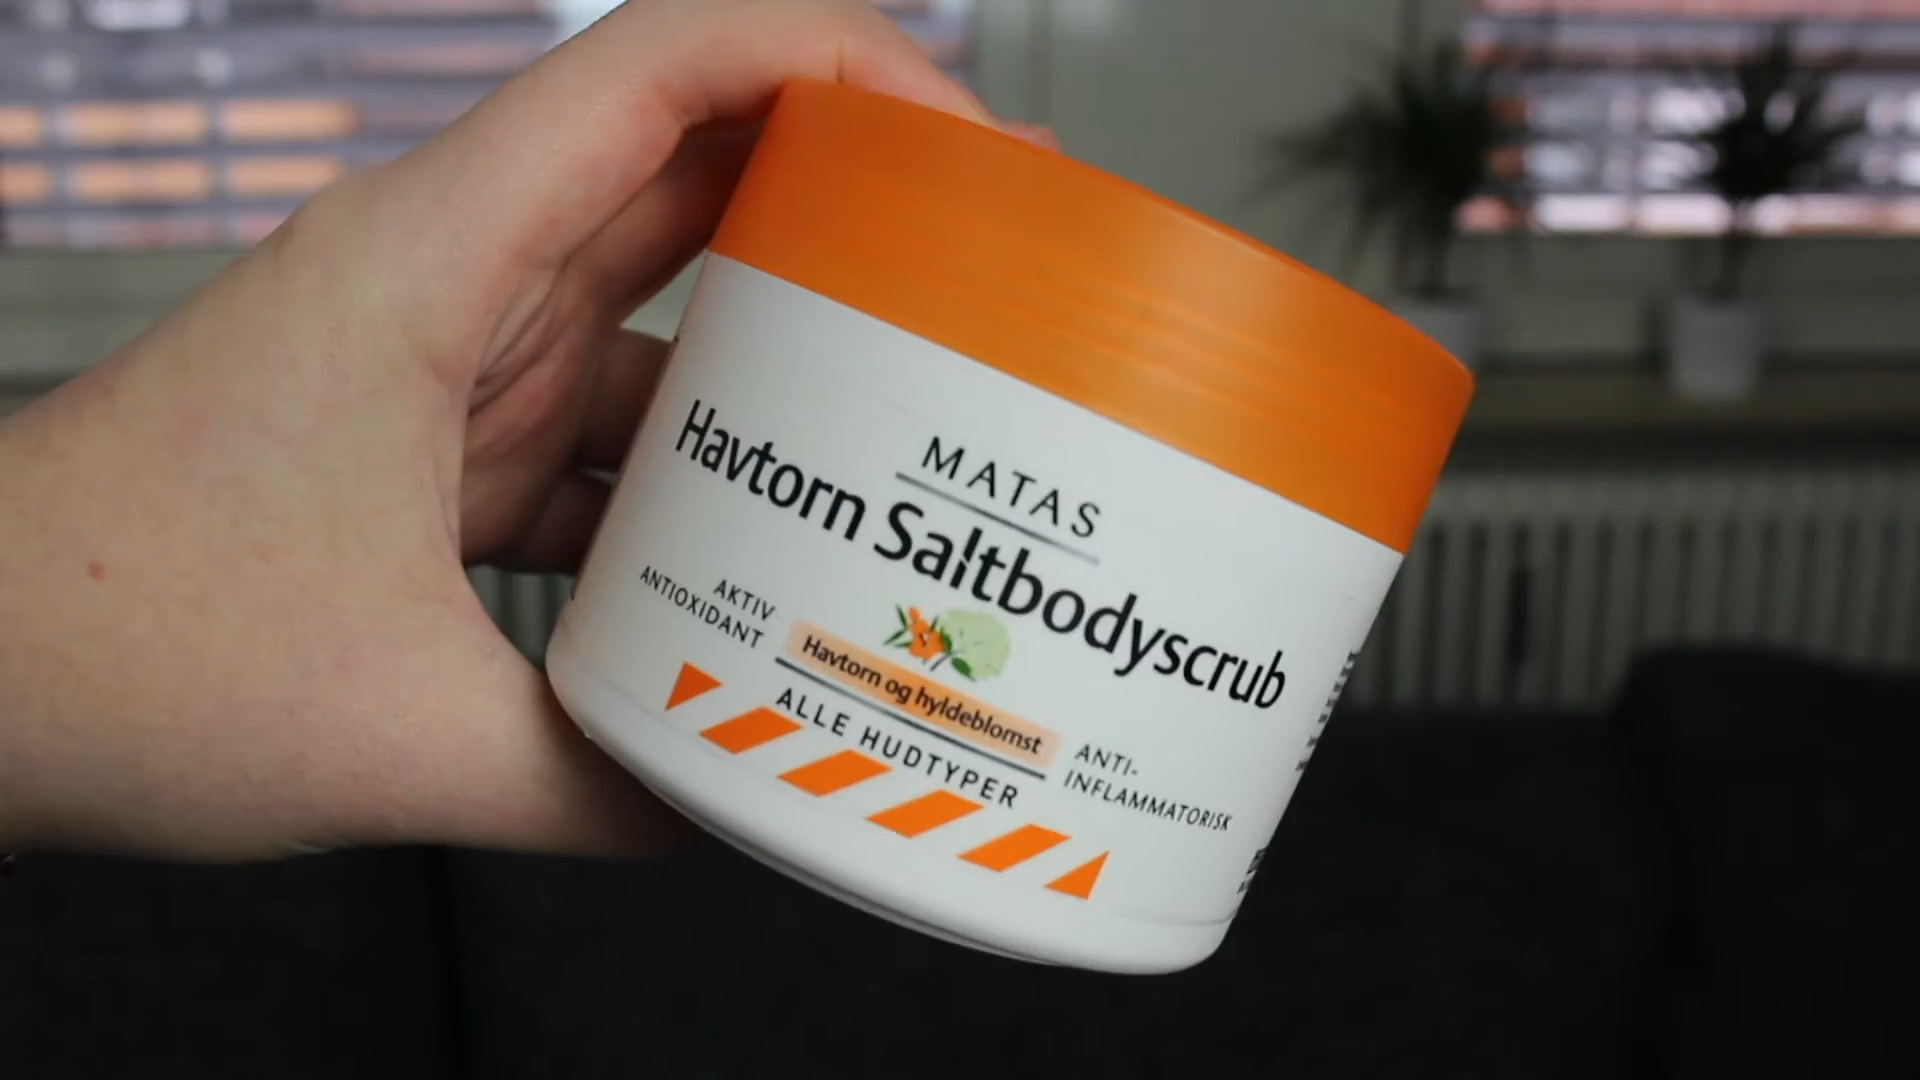 MATAS
Havtorn Saltbodyscrub
AKTIV
ANTIOXIDANT
Havtorn og hyldeblomst
ALLE HUDTYPER
ANTI-
INFLAMMATORISK